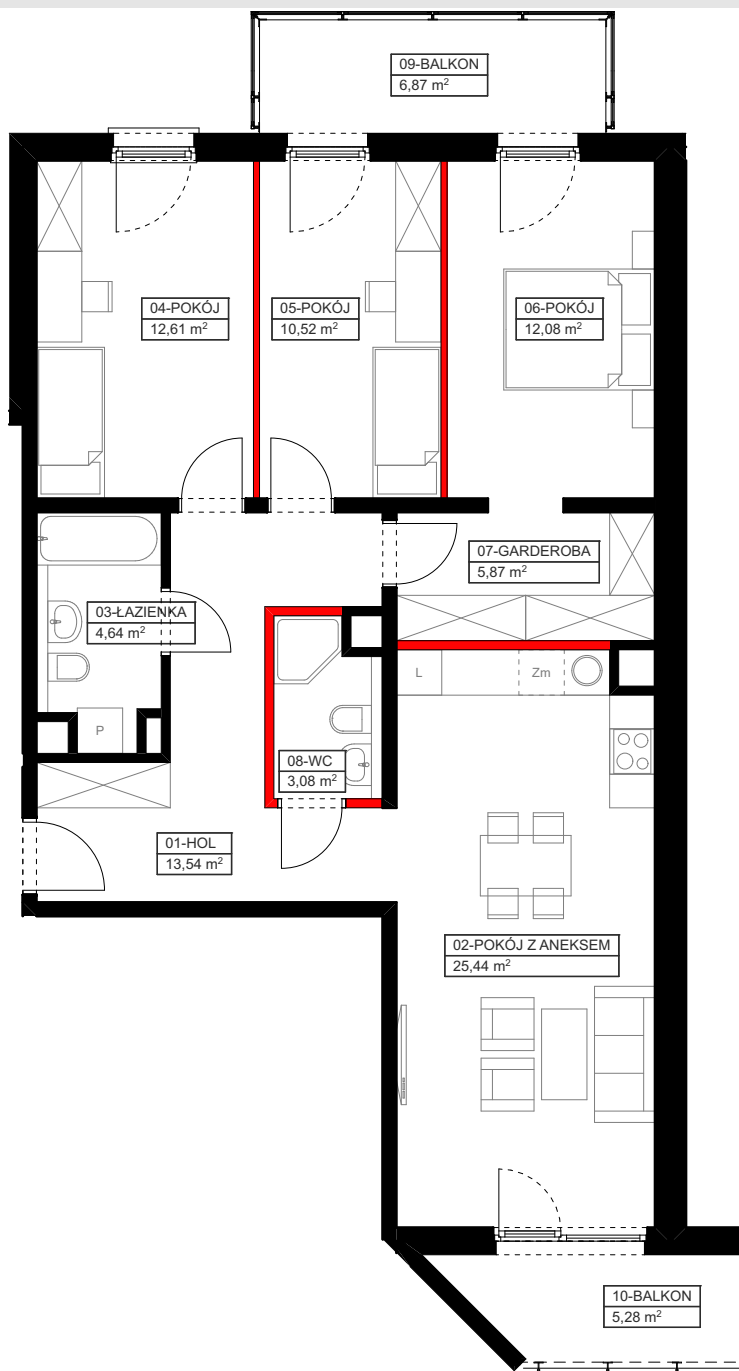 09-BALKON
6,87 m²
04-POKÓJ
12,61 m²
05-POKÓJ
10,52 m²
06-POKÓJ
12,08 m²
07-GARDEROBA
5,87 m²
03-ŁAZIENKA
4,64 m²
L
Zm
P
08-WC
3,08 m²
01-HOL
13,54 m²
02-POKÓJ Z ANEKSEM
25,44 m²
10-BALKON
5,28 m²